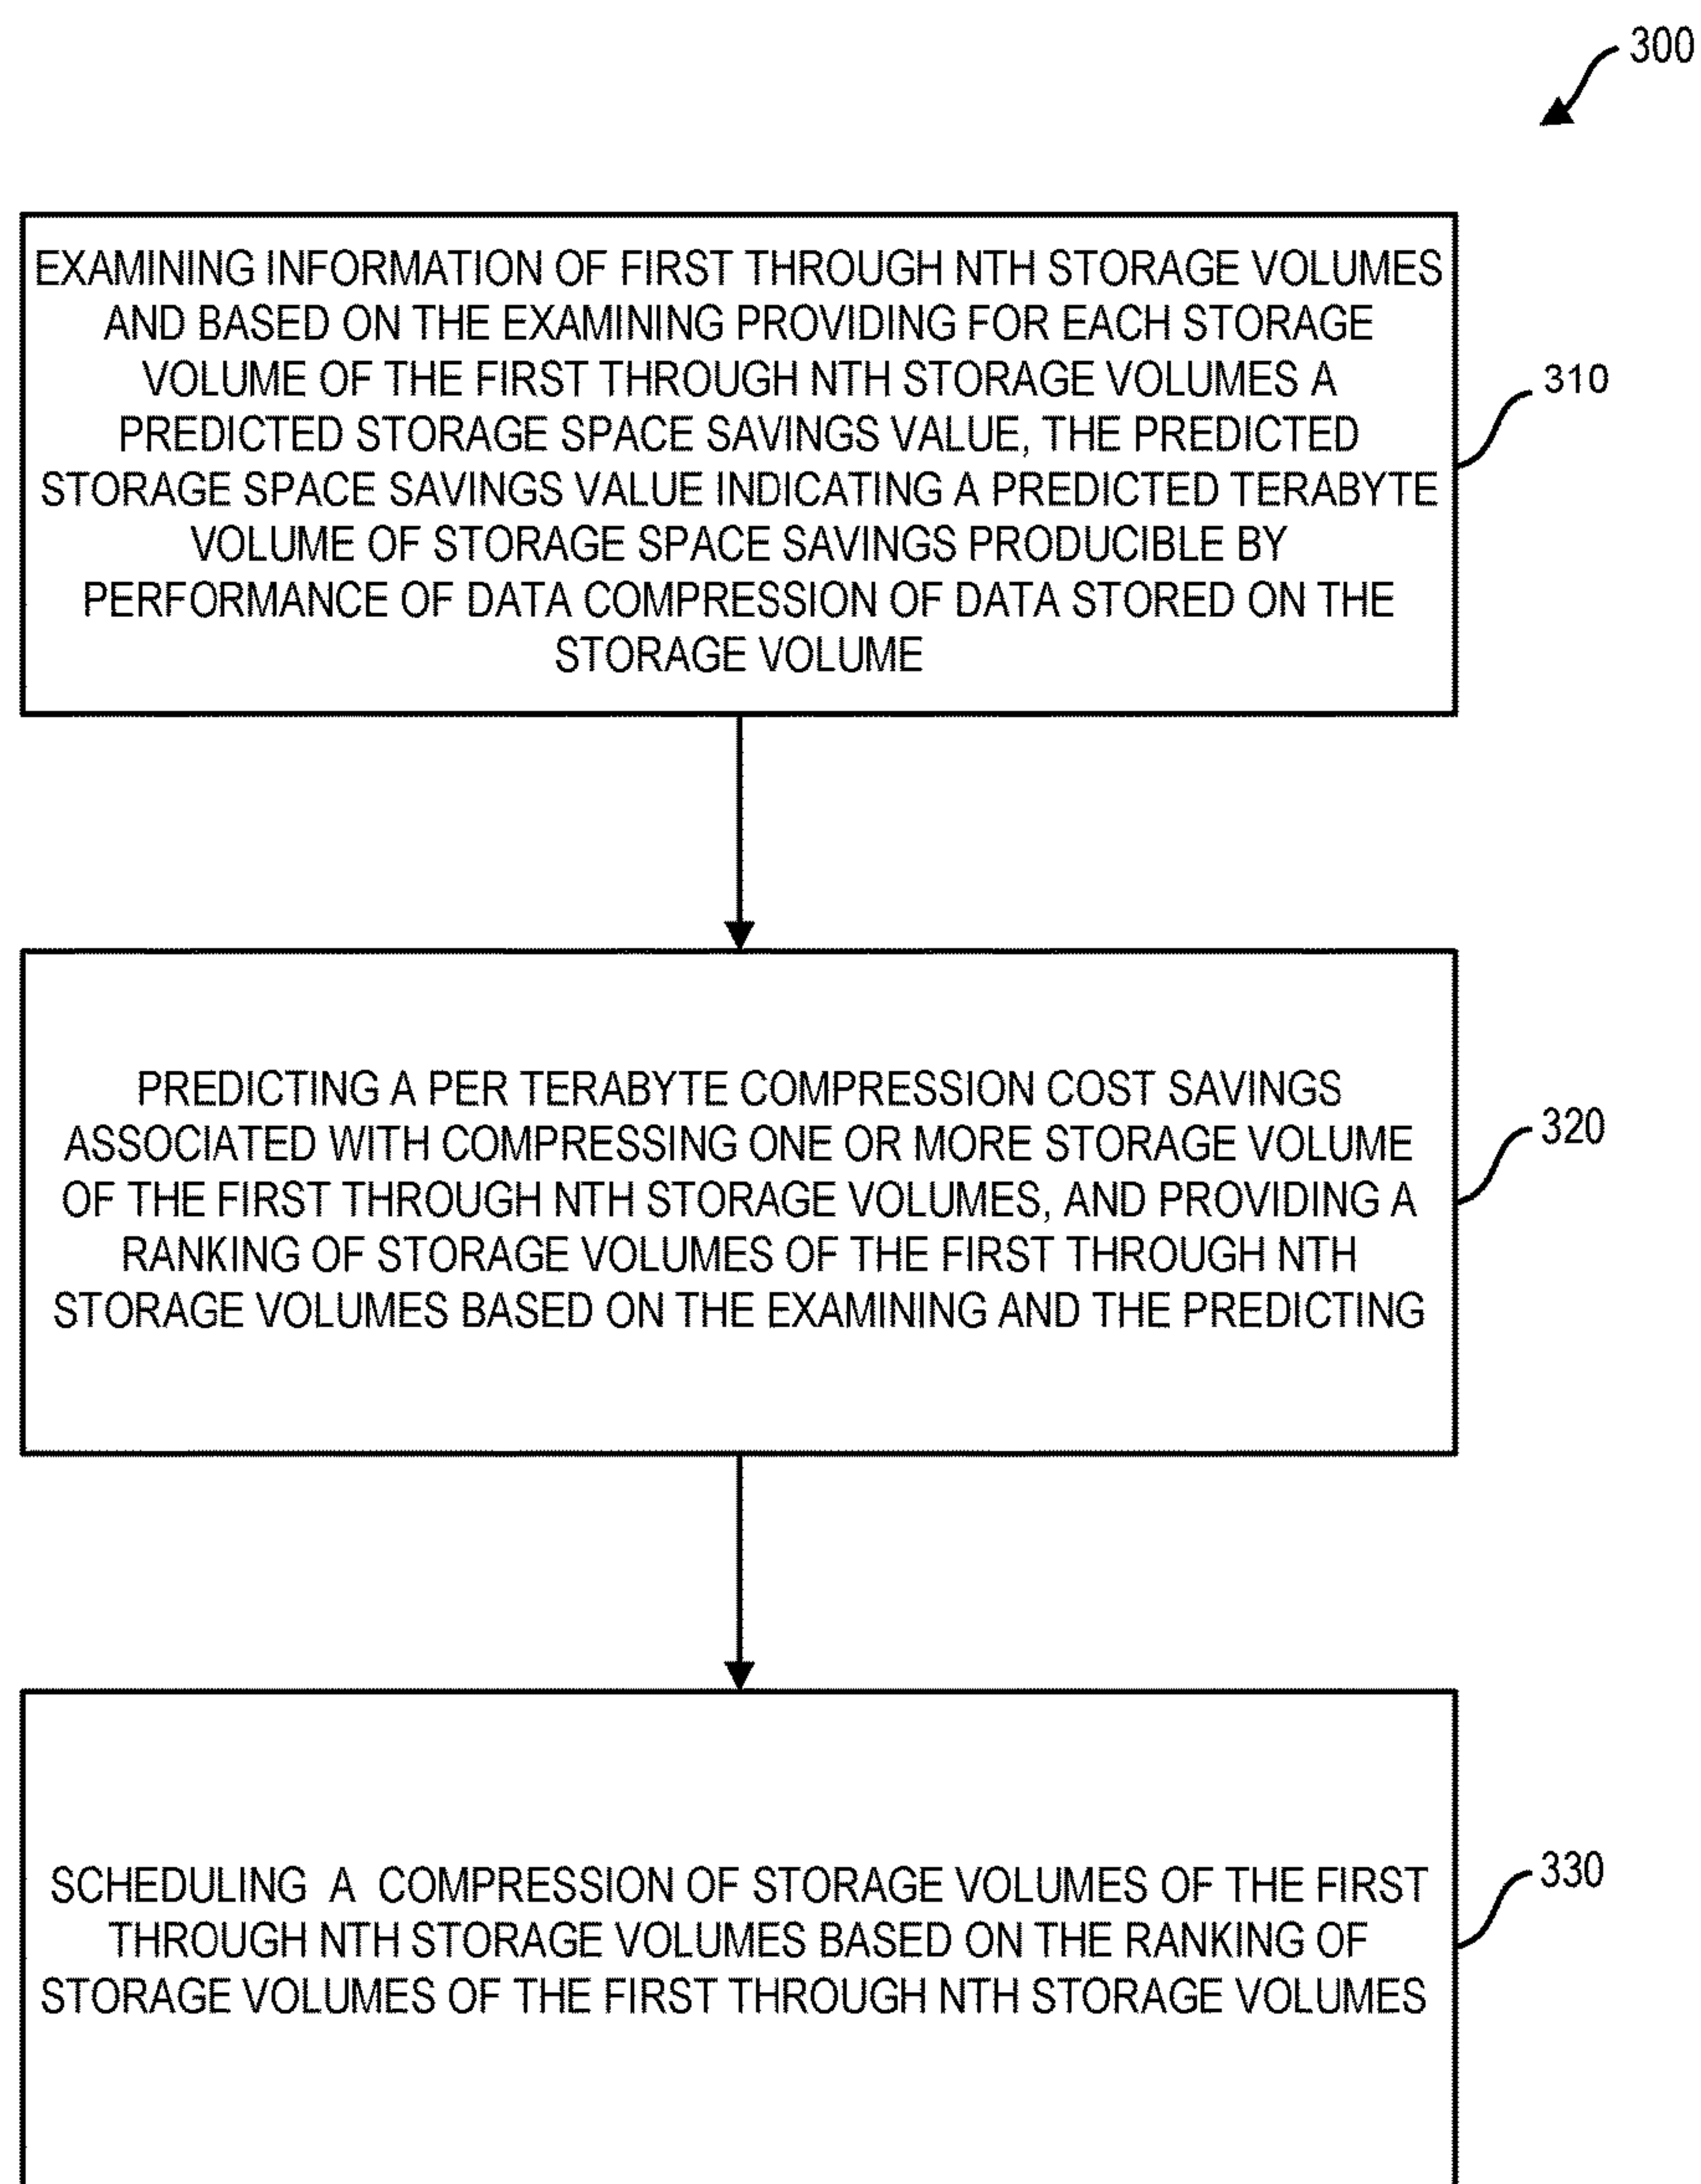 300
EXAMINING INFORMATION OF FIRST THROUGH NTH STORAGE VOLUMES
AND BASED ON THE EXAMINING PROVIDING FOR EACH STORAGE
VOLUME OF THE FIRST THROUGH NTH STORAGE VOLUMES A
PREDICTED STORAGE SPACE SAVINGS VALUE, THE PREDICTED
STORAGE SPACE SAVINGS VALUE INDICATING A PREDICTED TERABYTE
VOLUME OF STORAGE SPACE SAVINGS PRODUCIBLE BY
PERFORMANCE OF DATA COMPRESSION OF DATA STORED ON THE
STORAGE VOLUME
310
PREDICTING A PER TERABYTE COMPRESSION COST SAVINGS
ASSOCIATED WITH COMPRESSING ONE OR MORE STORAGE VOLUME
OF THE FIRST THROUGH NTH STORAGE VOLUMES, AND PROVIDING A
RANKING OF STORAGE VOLUMES OF THE FIRST THROUGH NTH
STORAGE VOLUMES BASED ON THE EXAMINING AND THE PREDICTING
320
SCHEDULING A COMPRESSION OF STORAGE VOLUMES OF THE FIRST
THROUGH NTH STORAGE VOLUMES BASED ON THE RANKING OF
STORAGE VOLUMES OF THE FIRST THROUGH NTH STORAGE VOLUMES
330